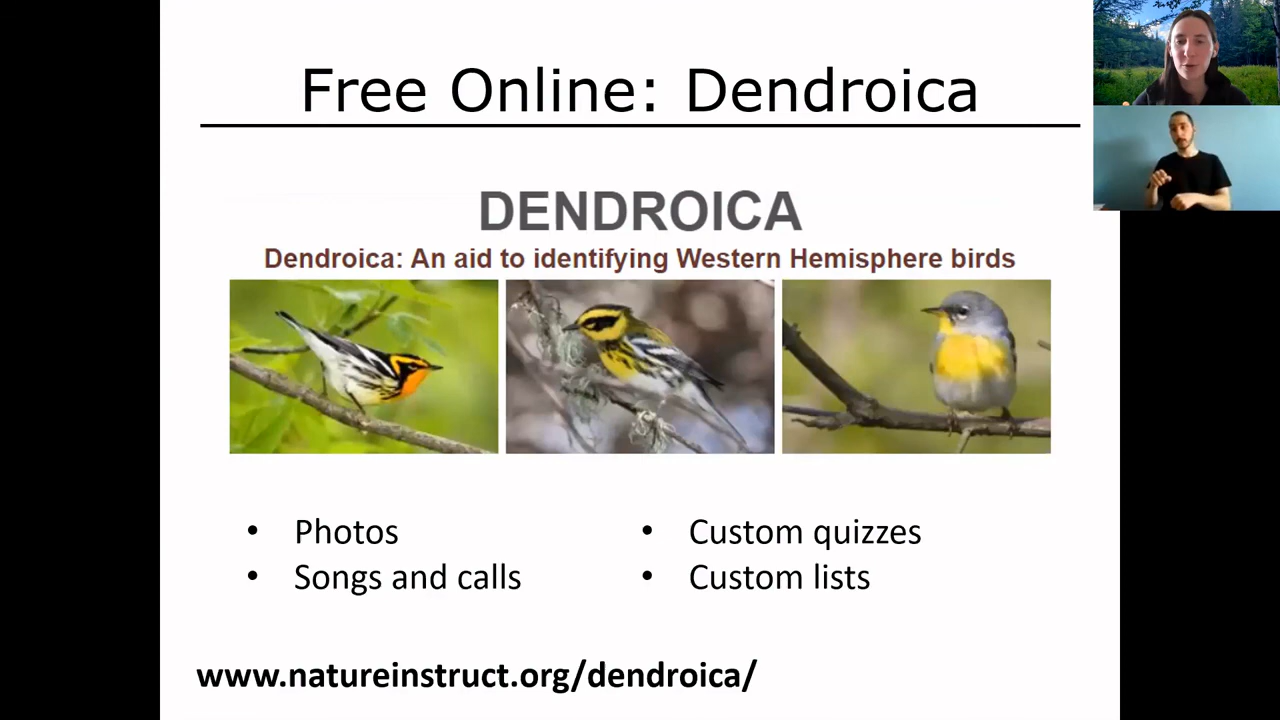 Free Online: Dendroica
DENDROICA
Dendroica: An aid to identifying Western Hemisphere birds
• Photos
• Songs and calls
• Custom quizzes
• Custom lists
www.natureinstruct.org/dendroica/